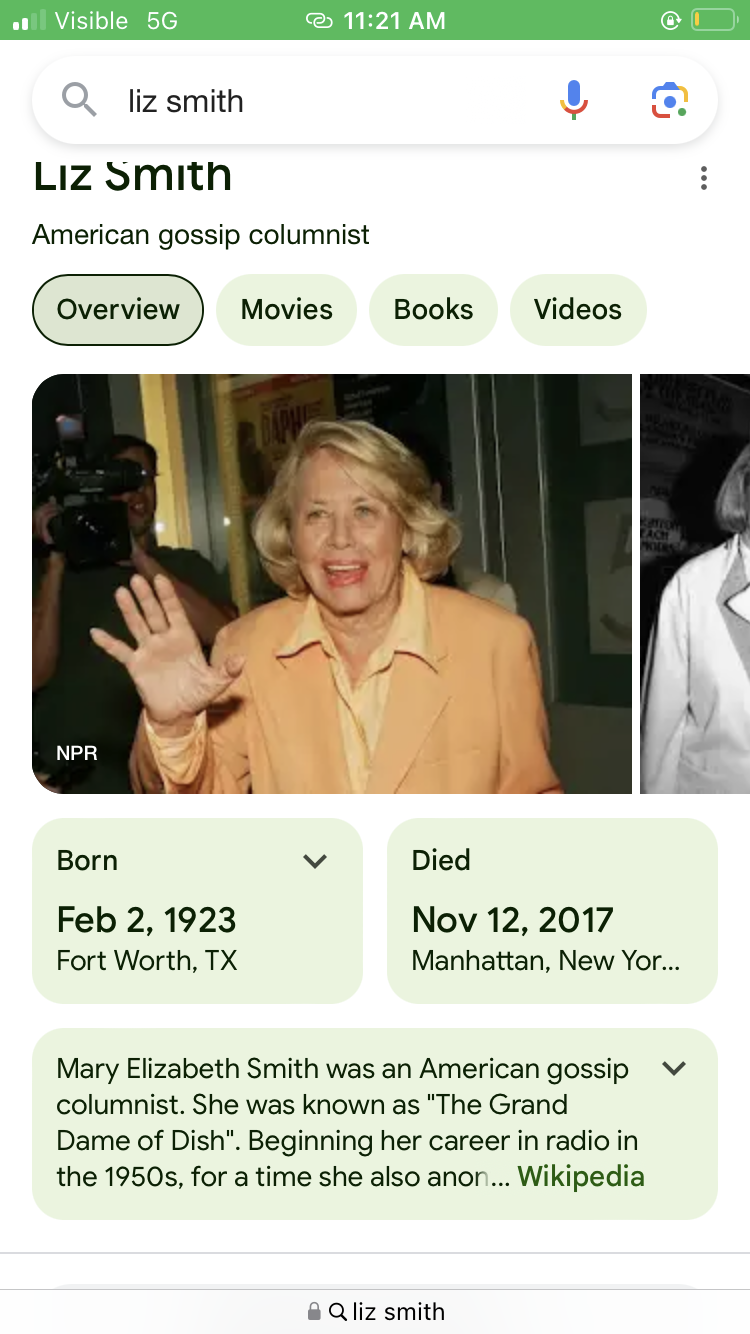 Visible 5G 11:21 AM
liz smith
Liz Smith
American gossip columnist
Overview Movies Books Videos
DAPH
NPR
Born
Feb 2, 1923
Fort Worth, TX
Died
Nov 12, 2017
Manhattan, New Yor...
Mary Elizabeth Smith was an American gossip
columnist. She was known as "The Grand
Dame of Dish". Beginning her career in radio in
the 1950s, for a time she also anon... Wikipedia
liz smith